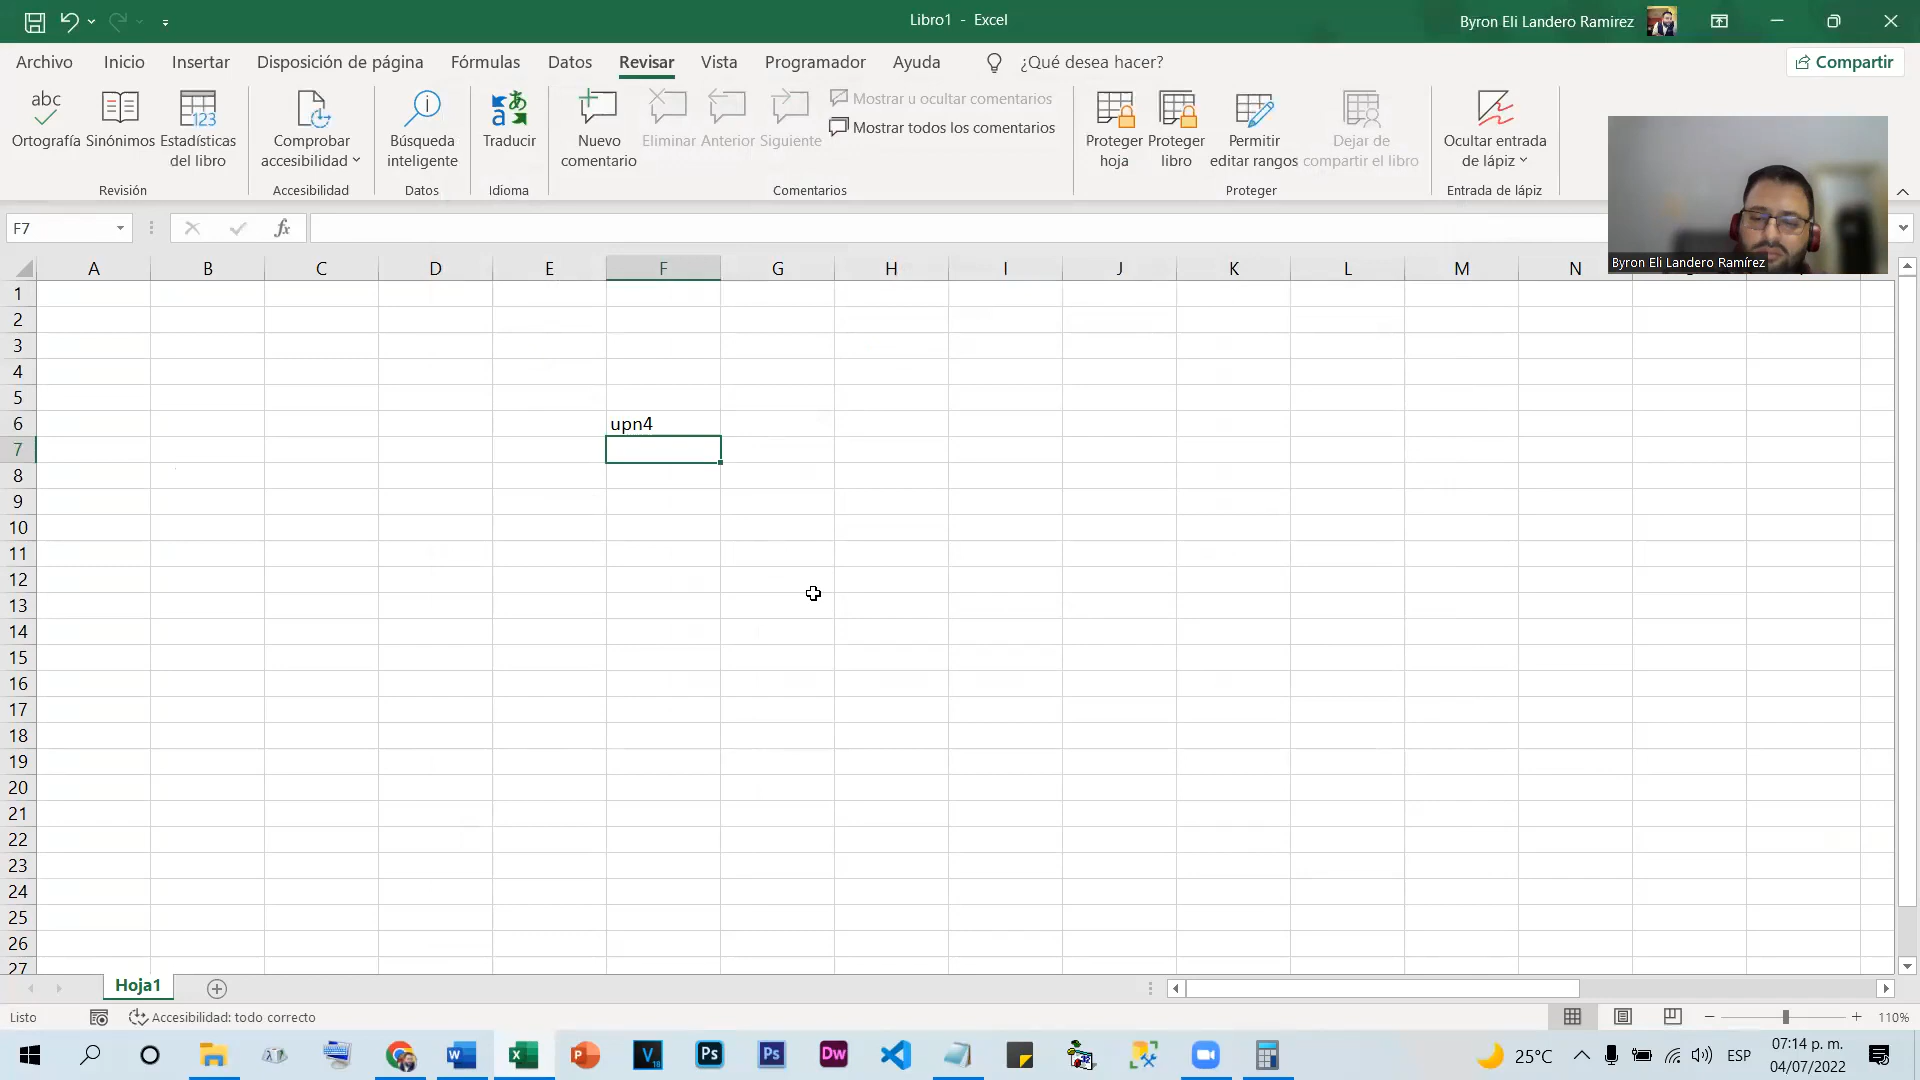 Libro1 - Excel
Byron Eli Landero Ramirez
Archivo Inicio Insertar Disposición de página Fórmulas Datos Revisar Vista Programador Ayuda ¿Qué desea hacer? Compartir
abc
Ortografía
Sinónimos
123
Estadísticas
del libro
Revisión
Comprobar
accesibilidad
Accesibilidad
Búsqueda
inteligente
Datos
a
Traducir
Idioma
Nuevo
comentario
Eliminar
Anterior
Siguiente
Mostrar u ocultar comentarios
Mostrar todos los comentarios
Comentarios
Proteger
hoja
Proteger
libro
Permitir
editar rangos
Dejar de
compartir el libro
Proteger
Ocultar entrada
de lápiz
Entrada de lápiz
Byron Eli Landero Ramírez
F7
fx
A B C D E F G H I J K L M N
1
2
3
4
5
6 upn4
7
8
9
10
11
12
13
14
15
16
17
18
19
20
21
22
23
24
25
26
27
Hoja1
Listo
Accesibilidad: todo correcto
110%
25°C
ESP
07:14 p. m.
04/07/2022